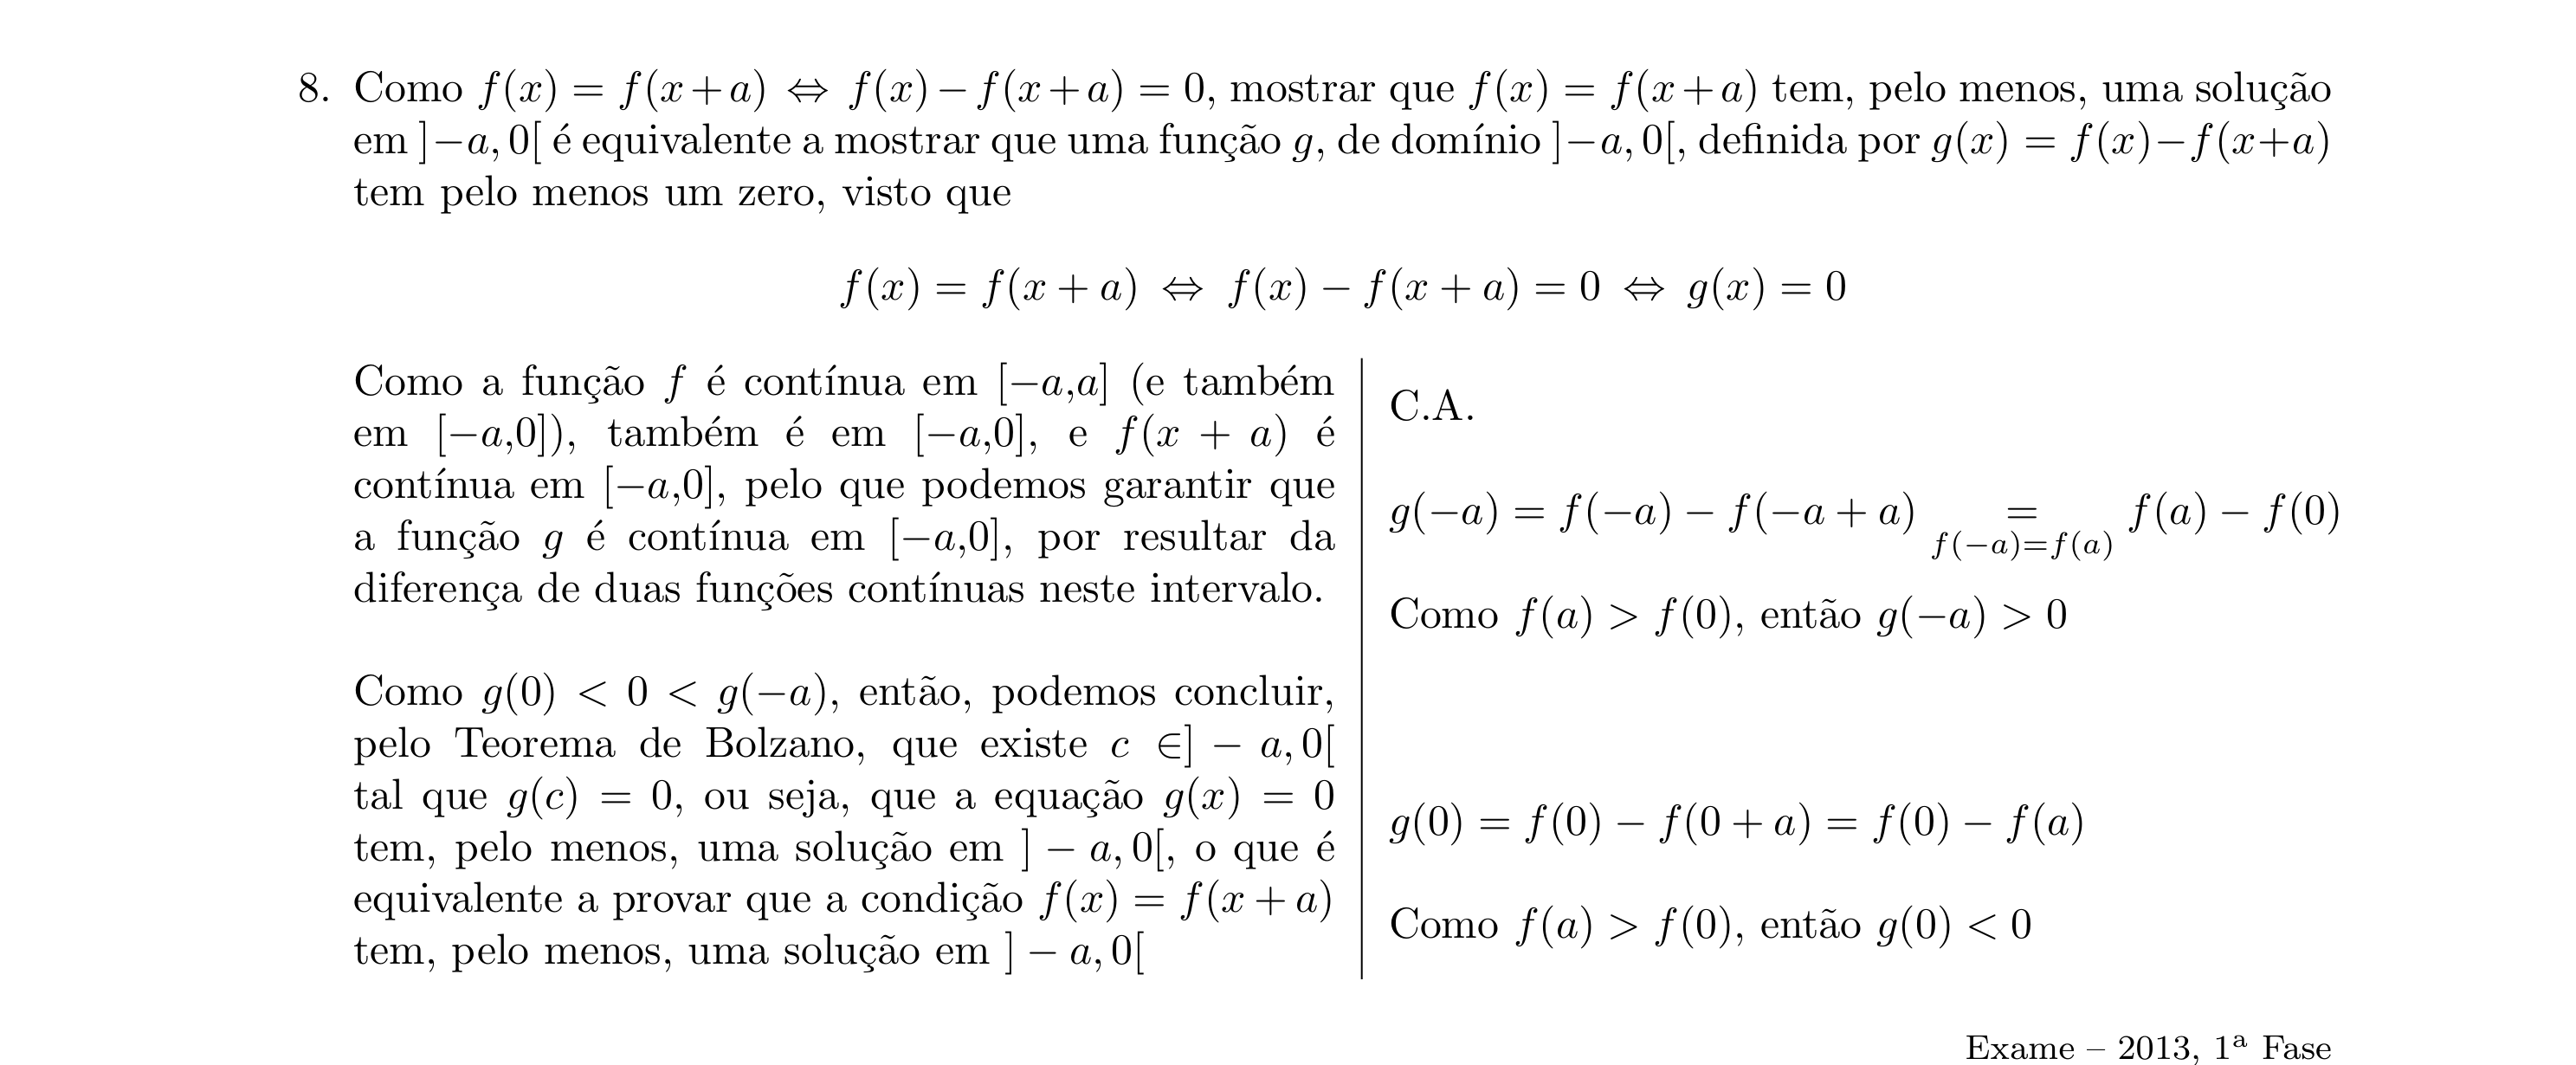 8. Como f(x) = f(x+a) ⇔ f(x)−f(x+a) = 0, mostrar que f(x) = f(x+a) tem, pelo menos, uma solução
em ]−a, 0[ é equivalente a mostrar que uma função g, de domínio ]−a, 0[, definida por g(x) = f(x)−f(x+a)
tem pelo menos um zero, visto que
f(x) = f(x + a) ⇔ f(x) − f(x + a) = 0 ⇔ g(x) = 0
Como a função f é contínua em [−a,a] (e também
em [−a,0]), também é em [−a,0], e f(x + a) é
contínua em [−a,0], pelo que podemos garantir que
a função g é contínua em [−a,0], por resultar da
diferença de duas funções contínuas neste intervalo.
Como g(0) < 0 < g(−a), então, podemos concluir,
pelo Teorema de Bolzano, que existe c ∈] − a, 0[
tal que g(c) = 0, ou seja, que a equação g(x) = 0
tem, pelo menos, uma solução em ] − a, 0[, o que é
equivalente a provar que a condição f(x) = f(x + a)
tem, pelo menos, uma solução em ] − a, 0[
C.A.
g(−a) = f(−a) − f(−a + a) = f(a) − f(0)
f(−a)=f(a)
Como f(a) > f(0), então g(−a) > 0
g(0) = f(0) − f(0 + a) = f(0) − f(a)
Como f(a) > f(0), então g(0) < 0
Exame – 2013, 1ª Fase